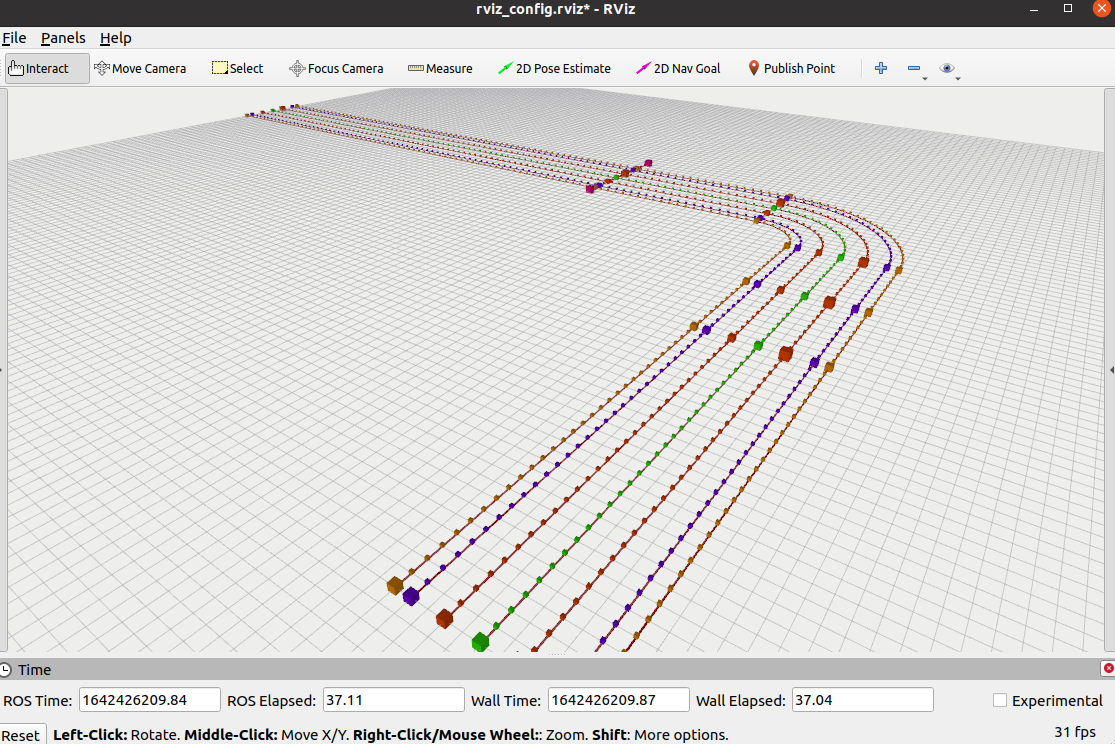 rviz_config.rviz* - RViz
File Panels Help
Interact Move Camera Select Focus Camera Measure 2D Pose Estimate 2D Nav Goal Publish Point
Time
ROS Time: 1642426209.84 ROS Elapsed: 37.11 Wall Time: 1642426209.87 Wall Elapsed: 37.04 Experimental
Reset Left-Click: Rotate. Middle-Click: Move X/Y. Right-Click/Mouse Wheel:: Zoom. Shift: More options. 31 fps